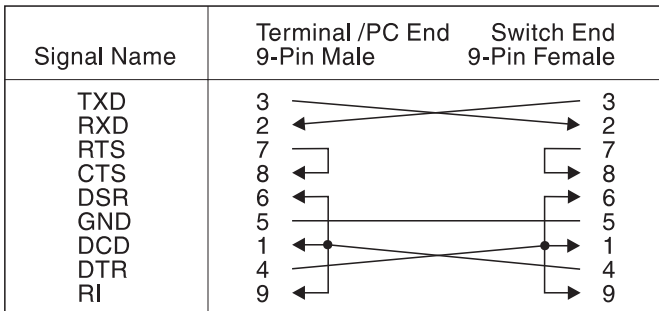 Signal Name Terminal /PC End Switch End
9-Pin Male 9-Pin Female
TXD 3 3
RXD 2 2
RTS 7 7
CTS 8 8
DSR 6 6
GND 5 5
DCD 1 1
DTR 4 4
RI 9 9